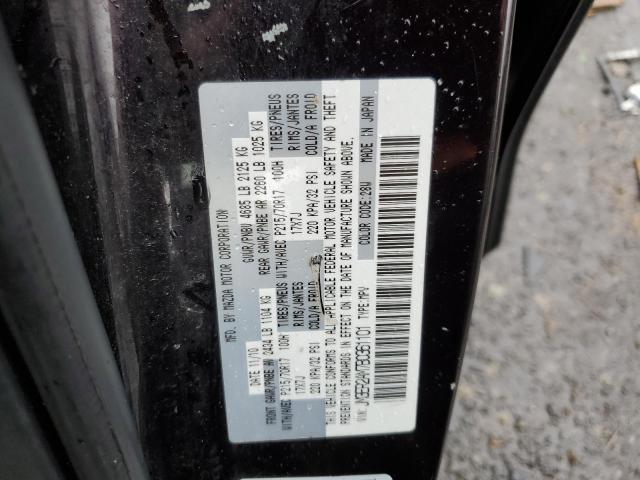 MFD. BY MAZDA MOTOR CORPORATION
DATE 11/10 GVWR/PNBV 4685 LB 2125 KG
FRONT GAWR/PNBE AV 2434 LB 1104 KG REAR GAWR/PNBE AR 2260 LB 1025 KG
WITH/AVEC P215/70R17 100H TIRES/PNEUS WITH/AVEC P215/70R17 100H TIRES/PNEUS
17X7J RIMS/JANTES 17X7J RIMS/JANTES
220 KPA/32 PSI COLD/A FROID 220 KPA/32 PSI COLD/A FROID
THIS VEHICLE CONFORMS TO ALL APPLICABLE FEDERAL MOTOR VEHICLE SAFETY AND THEFT
PREVENTION STANDARDS IN EFFECT ON THE DATE OF MANUFACTURE SHOWN ABOVE.
VIN: TYPE:MPV COLOR CODE:28W MADE IN JAPAN